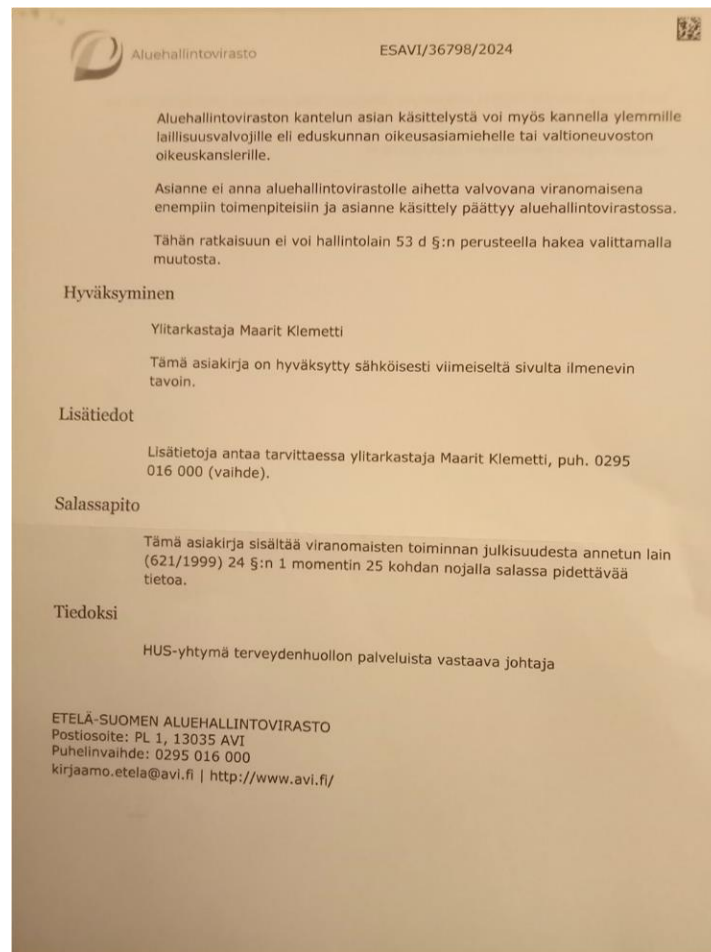 Aluehallintovirasto
ESAVI/36798/2024
Aluehallintoviraston kantelun asian käsittelystä voi myös kannella ylemmille
laillisuusvalvojille eli eduskunnan oikeusasiamiehelle tai valtioneuvoston
oikeuskanslerille.
Asianne ei anna aluehallintovirastolle aihetta valvovana viranomaisena
enempiin toimenpiteisiin ja asianne käsittely päättyy aluehallintovirastossa.
Tähän ratkaisuun ei voi hallintolain 53 d §:n perusteella hakea valittamalla
muutosta.
Hyväksyminen
Ylitarkastaja Maarit Klemetti
Tämä asiakirja on hyväksytty sähköisesti viimeiseltä sivulta ilmenevin
tavoin.
Lisätiedot
Lisätietoja antaa tarvittaessa ylitarkastaja Maarit Klemetti, puh. 0295
016 000 (vaihde).
Salassapito
Tämä asiakirja sisältää viranomaisten toiminnan julkisuudesta annetun lain
(621/1999) 24 §:n 1 momentin 25 kohdan nojalla salassa pidettävää
tietoa.
Tiedoksi
HUS-yhtymä terveydenhuollon palveluista vastaava johtaja
ETELÄ-SUOMEN ALUEHALLINTOVIRASTO
Postiosoite: PL 1, 13035 AVI
Puhelinvaihde: 0295 016 000
kirjaamo.etela@avi.fi | http://www.avi.fi/